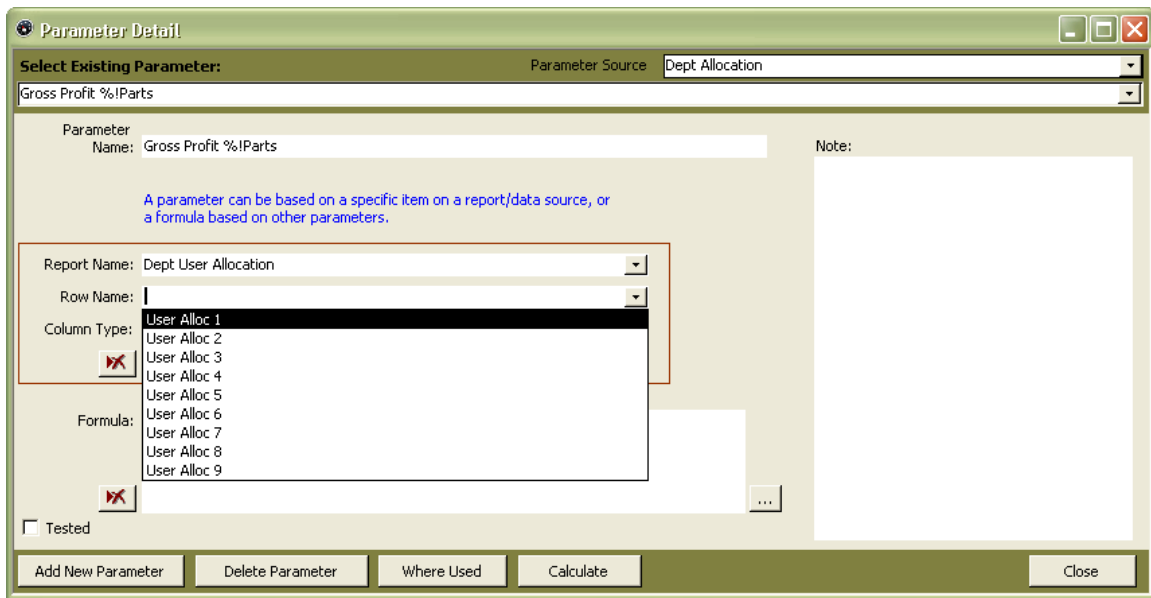 Parameter Detail
Select Existing Parameter: Parameter Source Dept Allocation
Gross Profit %!Parts
Parameter
Name: Gross Profit %!Parts Note:
A parameter can be based on a specific item on a report/data source, or
a formula based on other parameters.
Report Name: Dept User Allocation
Row Name:
User Alloc 1
Column Type:
User Alloc 2
User Alloc 3
User Alloc 4
User Alloc 5
Formula: User Alloc 6
User Alloc 7
User Alloc 8
User Alloc 9
...
Tested
Add New Parameter Delete Parameter Where Used Calculate Close